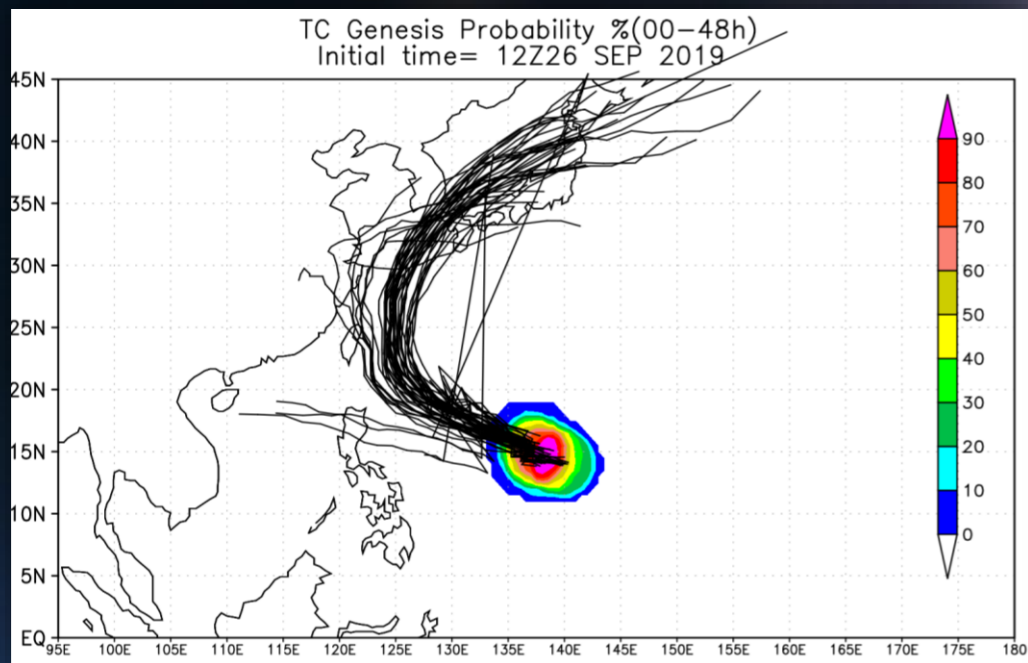 TC Genesis Probability %(00-48h)
Initial time= 12Z26 SEP 2019
45N
40N
35N
30N
25N
20N
15N
10N
5N
EQ
95E 100E 105E 110E 115E 120E 125E 130E 135E 140E 145E 150E 155E 160E 165E 170E 175E 180
90
80
70
60
50
40
30
20
10
0